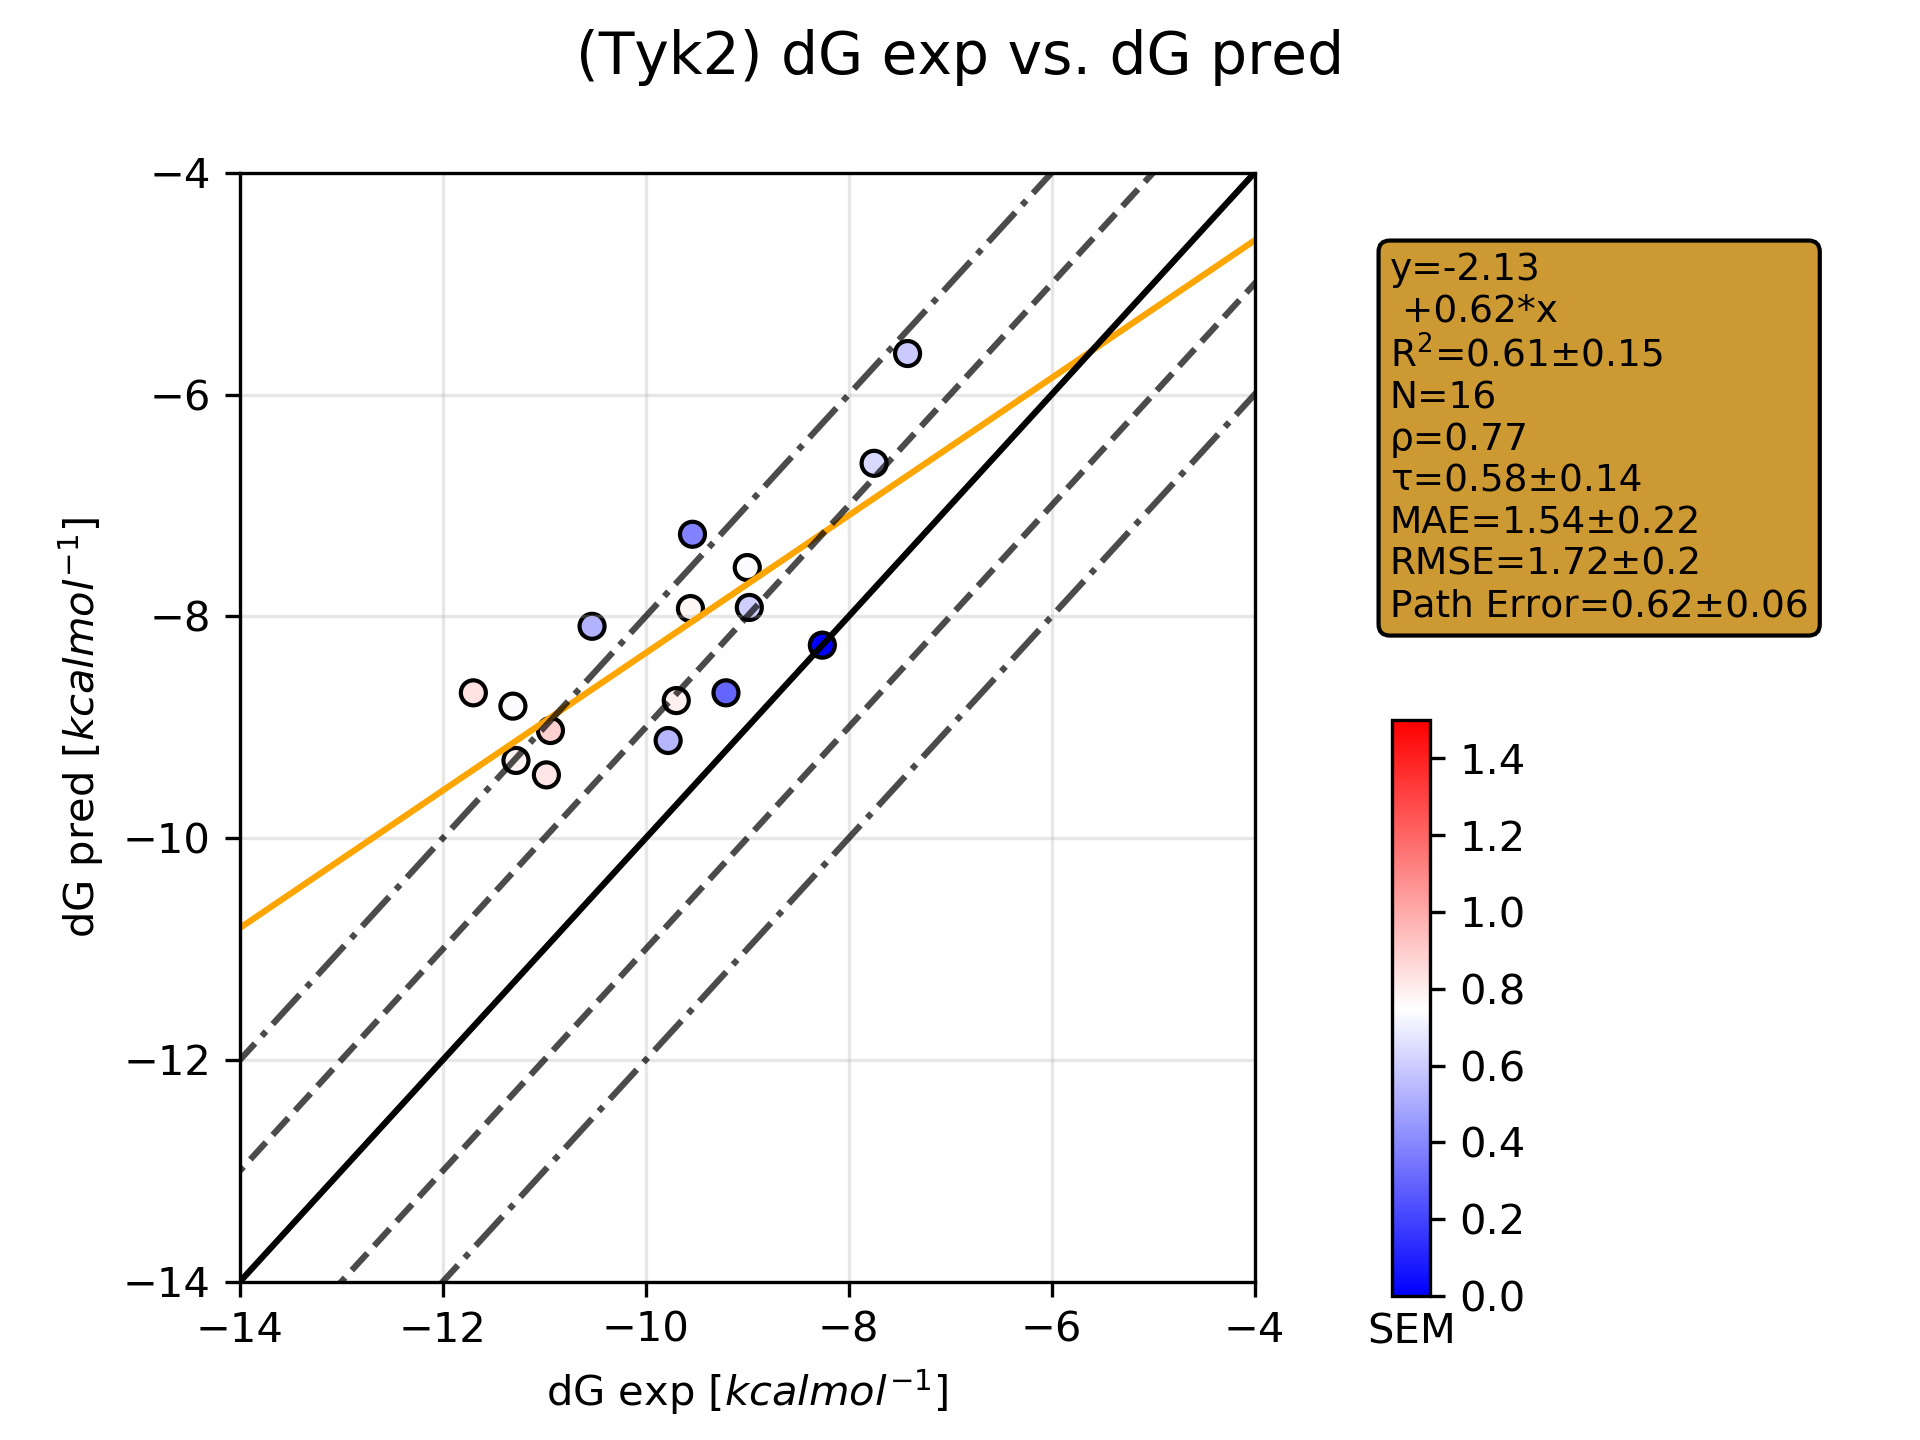 (Tyk2) dG exp vs. dG pred
−4
−6
−8
−10
−12
−14
dG pred [kcalmol⁻¹]
−14 −12 −10 −8 −6 −4
dG exp [kcalmol⁻¹]
y=-2.13
+0.62*x
R²=0.61±0.15
N=16
ρ=0.77
τ=0.58±0.14
MAE=1.54±0.22
RMSE=1.72±0.2
Path Error=0.62±0.06
1.4
1.2
1.0
0.8
0.6
0.4
0.2
0.0
SEM